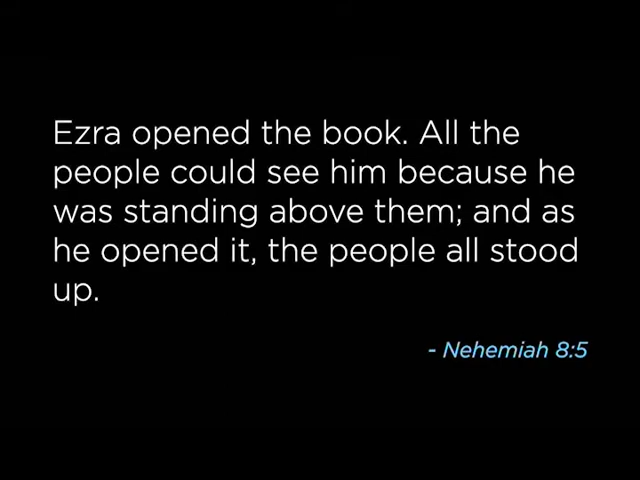 Ezra opened the book. All the
people could see him because he
was standing above them; and as
he opened it, the people all stood
up.
- Nehemiah 8:5